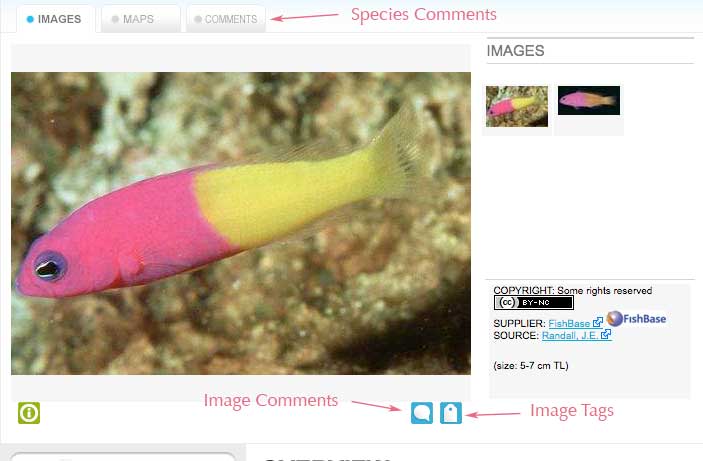 IMAGES
MAPS
COMMENTS
Species Comments
IMAGES
COPYRIGHT: Some rights reserved
(cc) BY-NC
SUPPLIER: FishBase FishBase
SOURCE: Randall, J.E.
(size: 5-7 cm TL)
Image Comments
Image Tags